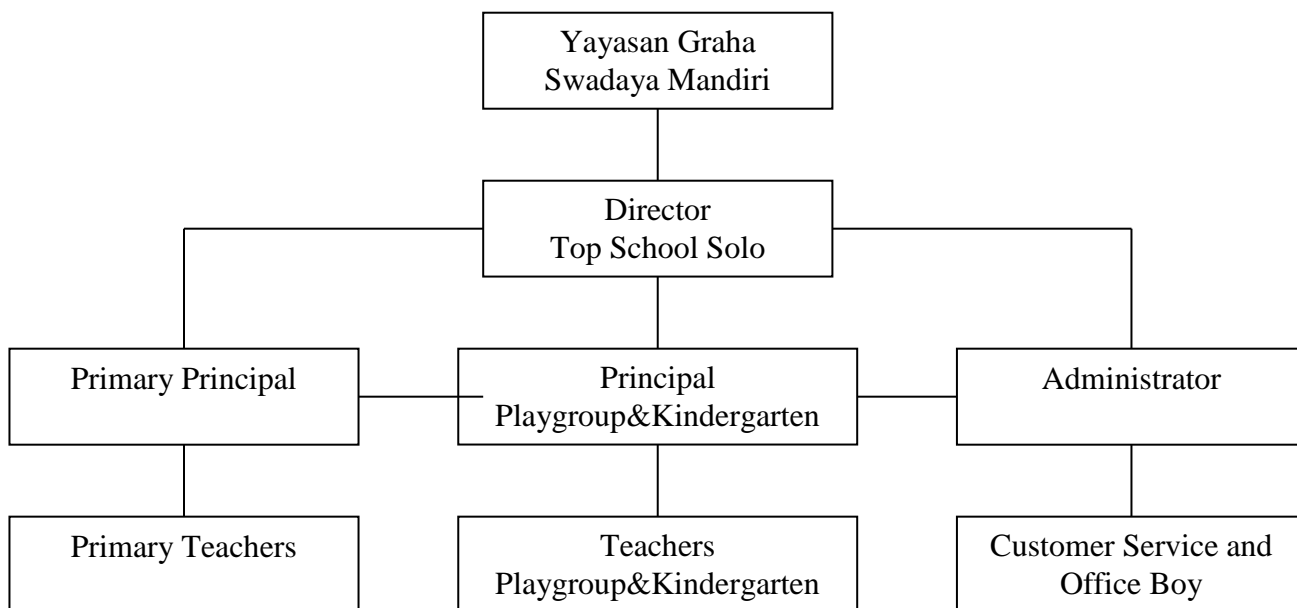 Yayasan Graha
Swadaya Mandiri
Director
Top School Solo
Primary Principal
Principal
Playgroup&Kindergarten
Administrator
Primary Teachers
Teachers
Playgroup&Kindergarten
Customer Service and
Office Boy